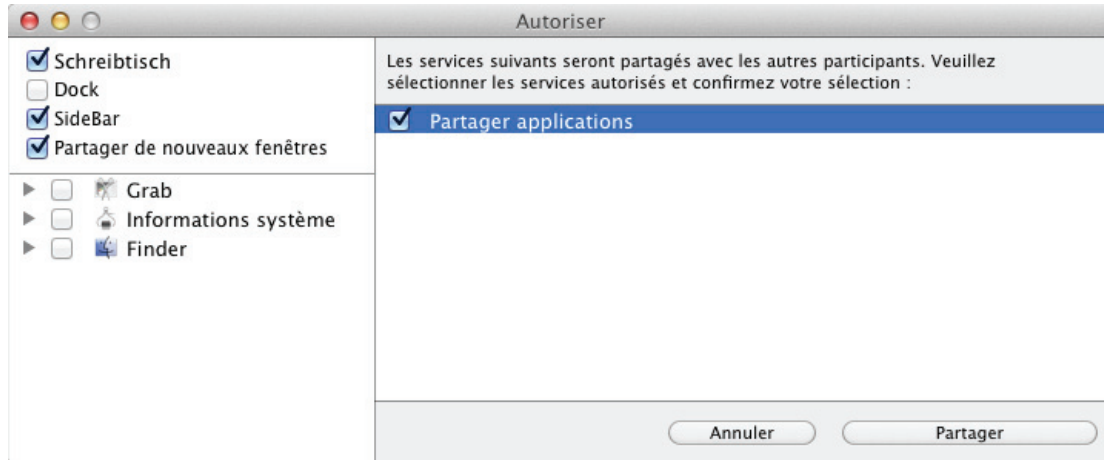 Autoriser
Schreibtisch
Dock
SideBar
Partager de nouveaux fenêtres
Grab
Informations système
Finder
Les services suivants seront partagés avec les autres participants. Veuillez
sélectionner les services autorisés et confirmez votre sélection :
Partager applications
Annuler
Partager